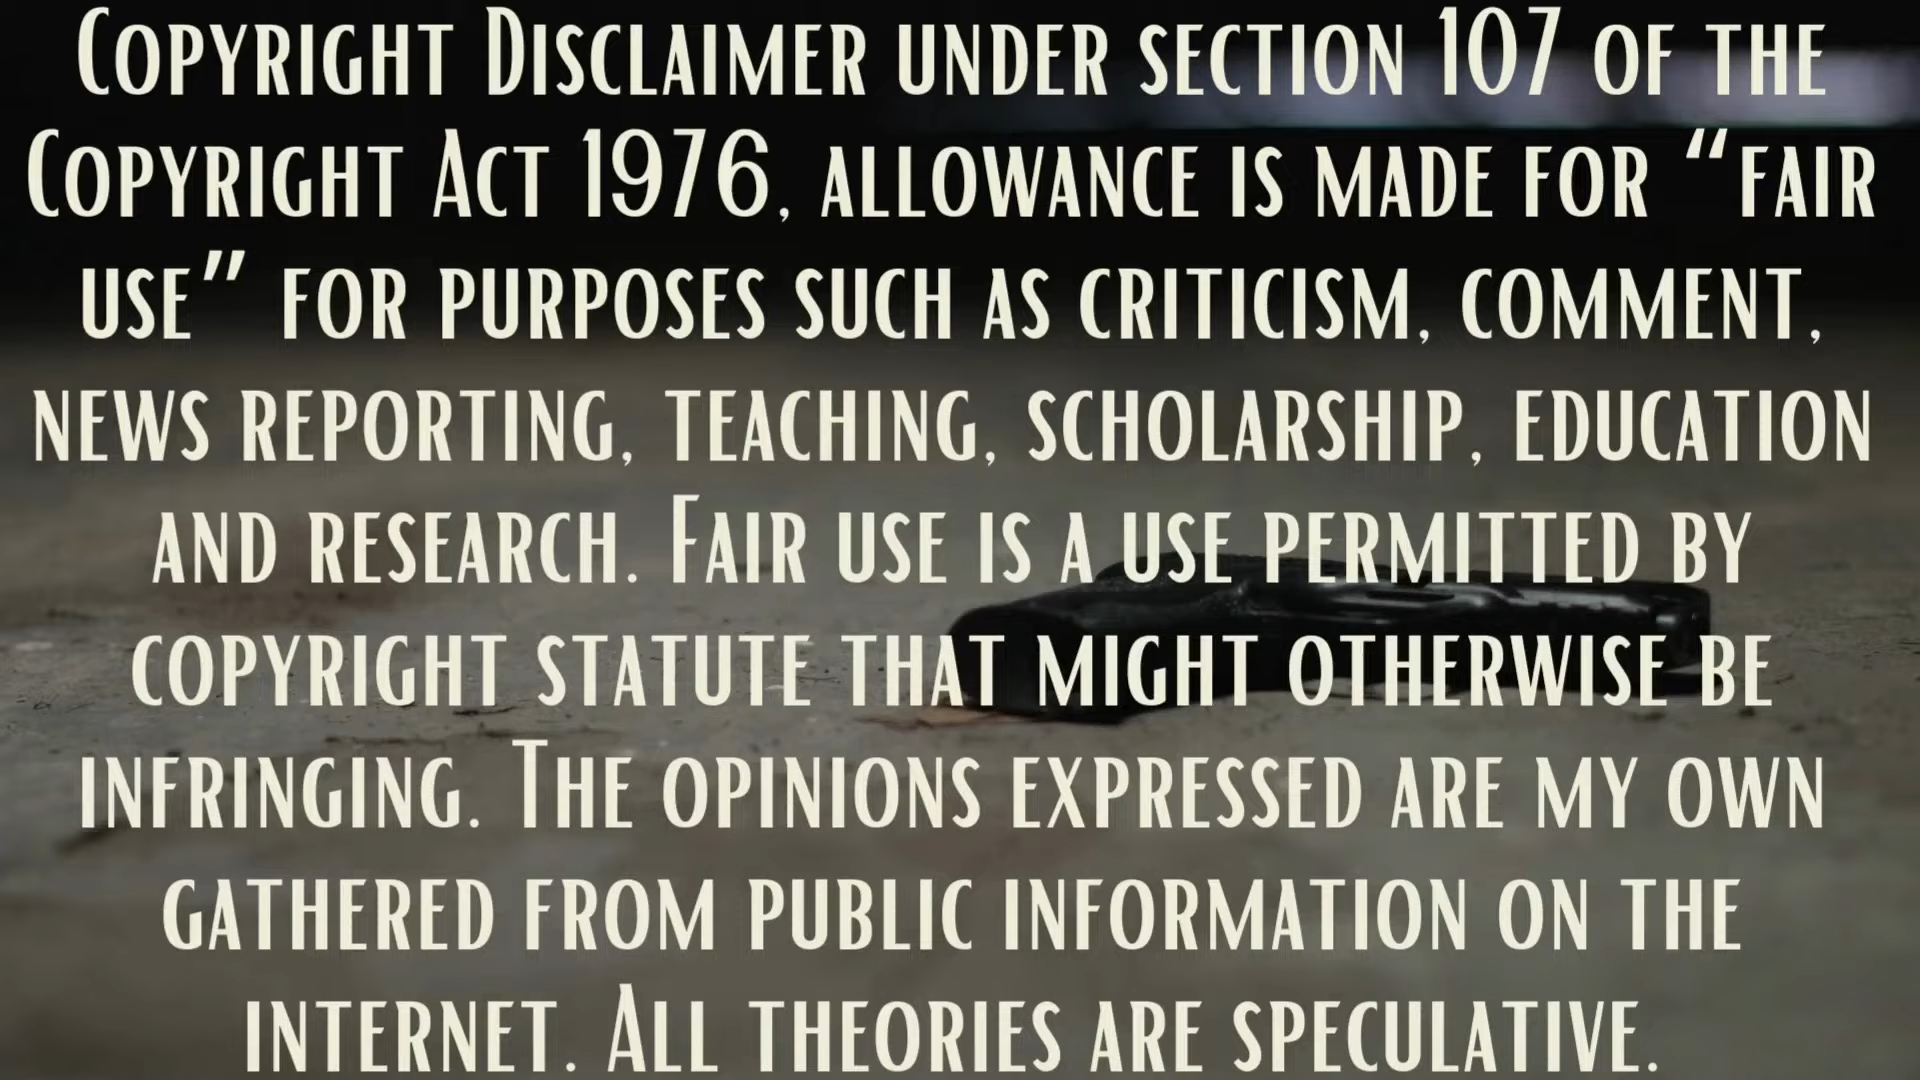 Copyright Disclaimer under section 107 of the
Copyright Act 1976, allowance is made for “fair
use” for purposes such as criticism, comment,
news reporting, teaching, scholarship, education
and research. Fair use is a use permitted by
copyright statute that might otherwise be
infringing. The opinions expressed are my own
gathered from public information on the
internet. All theories are speculative.